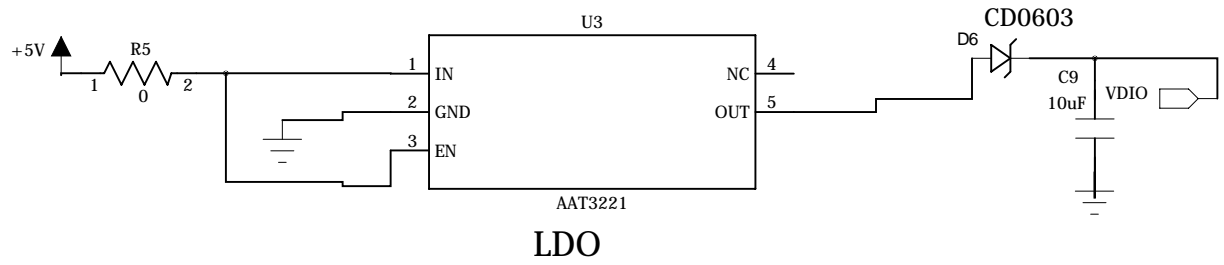 U3
CD0603
D6
+5V
R5
1
2
0
1
IN
NC
4
C9
10uF
VDIO
2
GND
OUT
5
3
EN
AAT3221
LDO